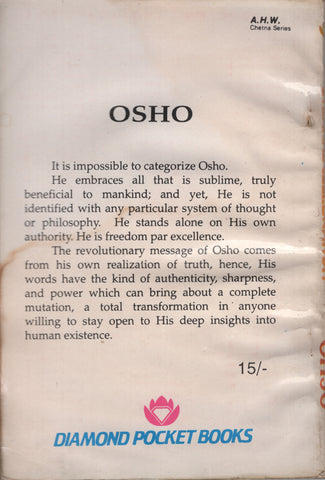 A.H.W.
Chetna Series
OSHO
It is impossible to categorize Osho.
He embraces all that is sublime, truly
beneficial to mankind; and yet, He is not
identified with any particular system of thought
or philosophy. He stands alone on His own
authority. He is freedom par excellence.
The revolutionary message of Osho comes
from his own realization of truth, hence, His
words have the kind of authenticity, sharpness,
and power which can bring about a complete
mutation, a total transformation in anyone
willing to stay open to His deep insights into
human existence.
15/-
DIAMOND POCKET BOOKS